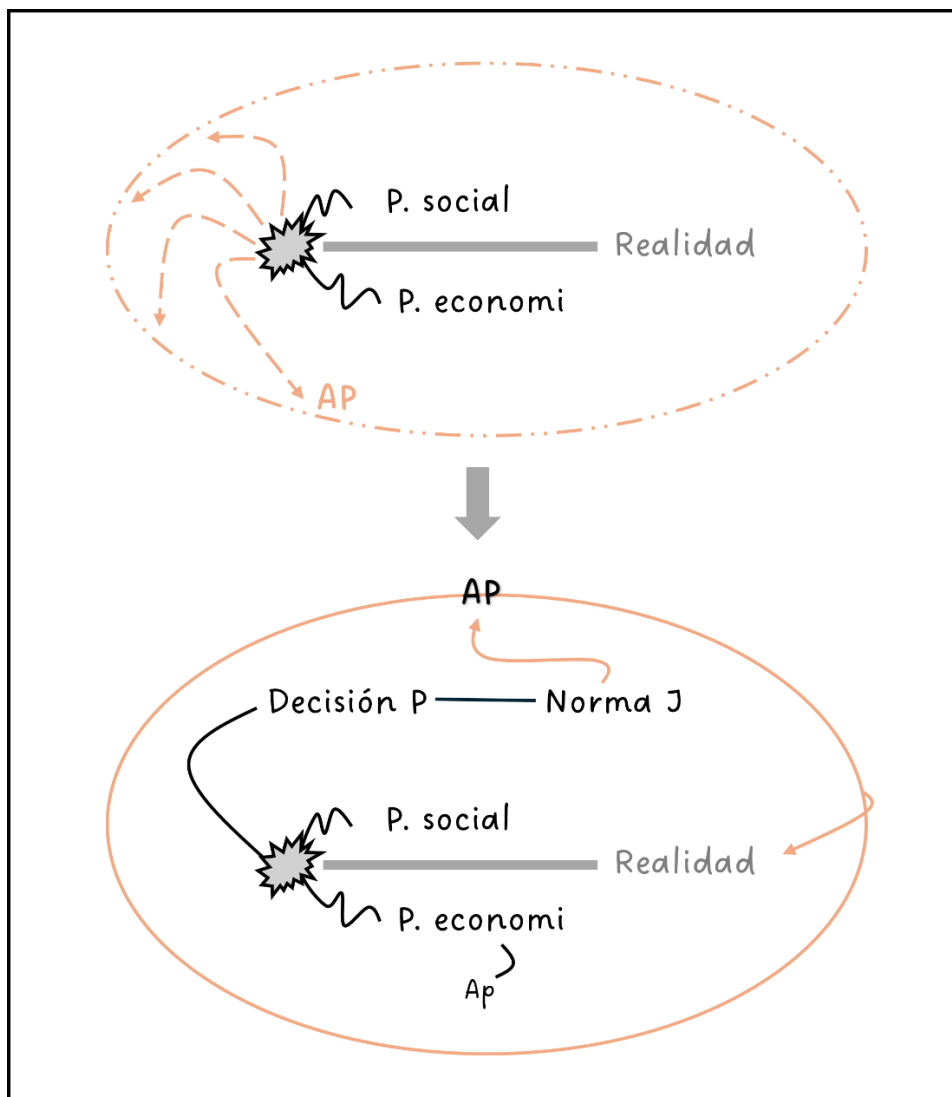 P. social
Realidad
P. economi
AP
AP
Decisión P
Norma J
P. social
Realidad
P. economi
Ap